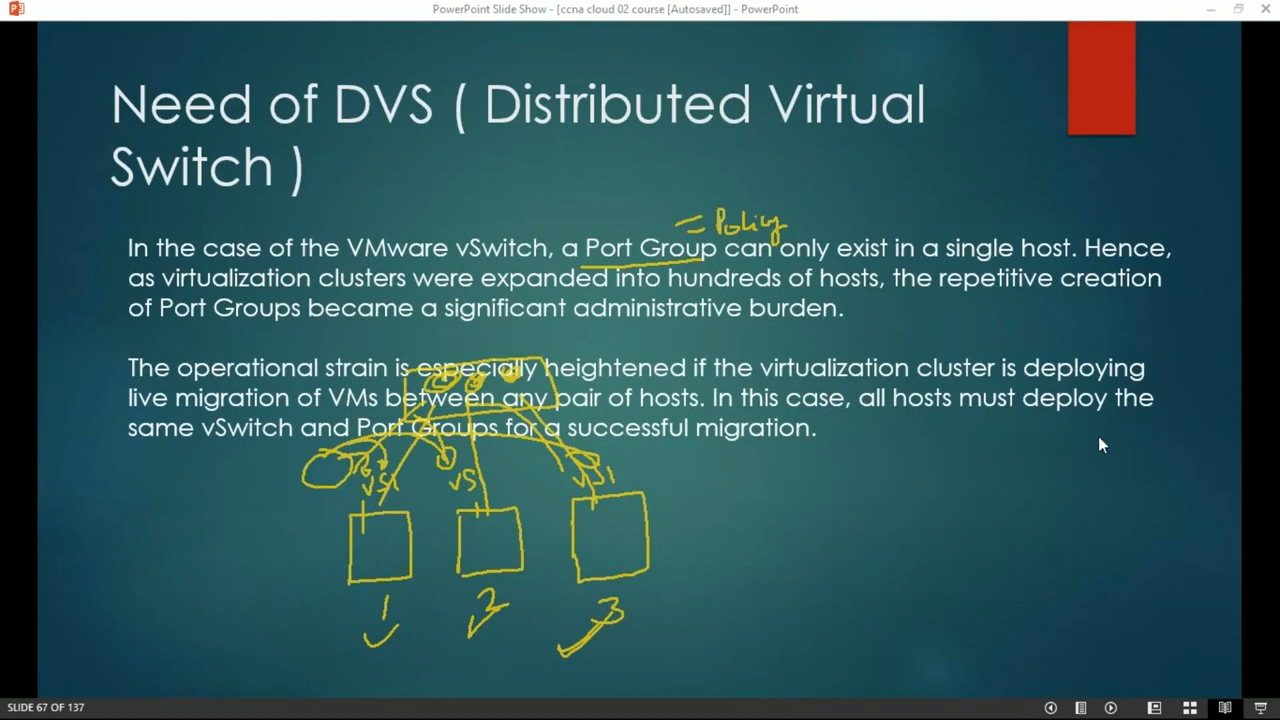 PowerPoint Slide Show - [ccna cloud 02 course [Autosaved]] - PowerPoint
Need of DVS ( Distributed Virtual
Switch )
= Policy
In the case of the VMware vSwitch, a Port Group can only exist in a single host. Hence,
as virtualization clusters were expanded into hundreds of hosts, the repetitive creation
of Port Groups became a significant administrative burden.
The operational strain is especially heightened if the virtualization cluster is deploying
live migration of VMs between any pair of hosts. In this case, all hosts must deploy the
same vSwitch and Port Groups for a successful migration.
VS VS VS1
1 2 3
SLIDE 67 OF 137